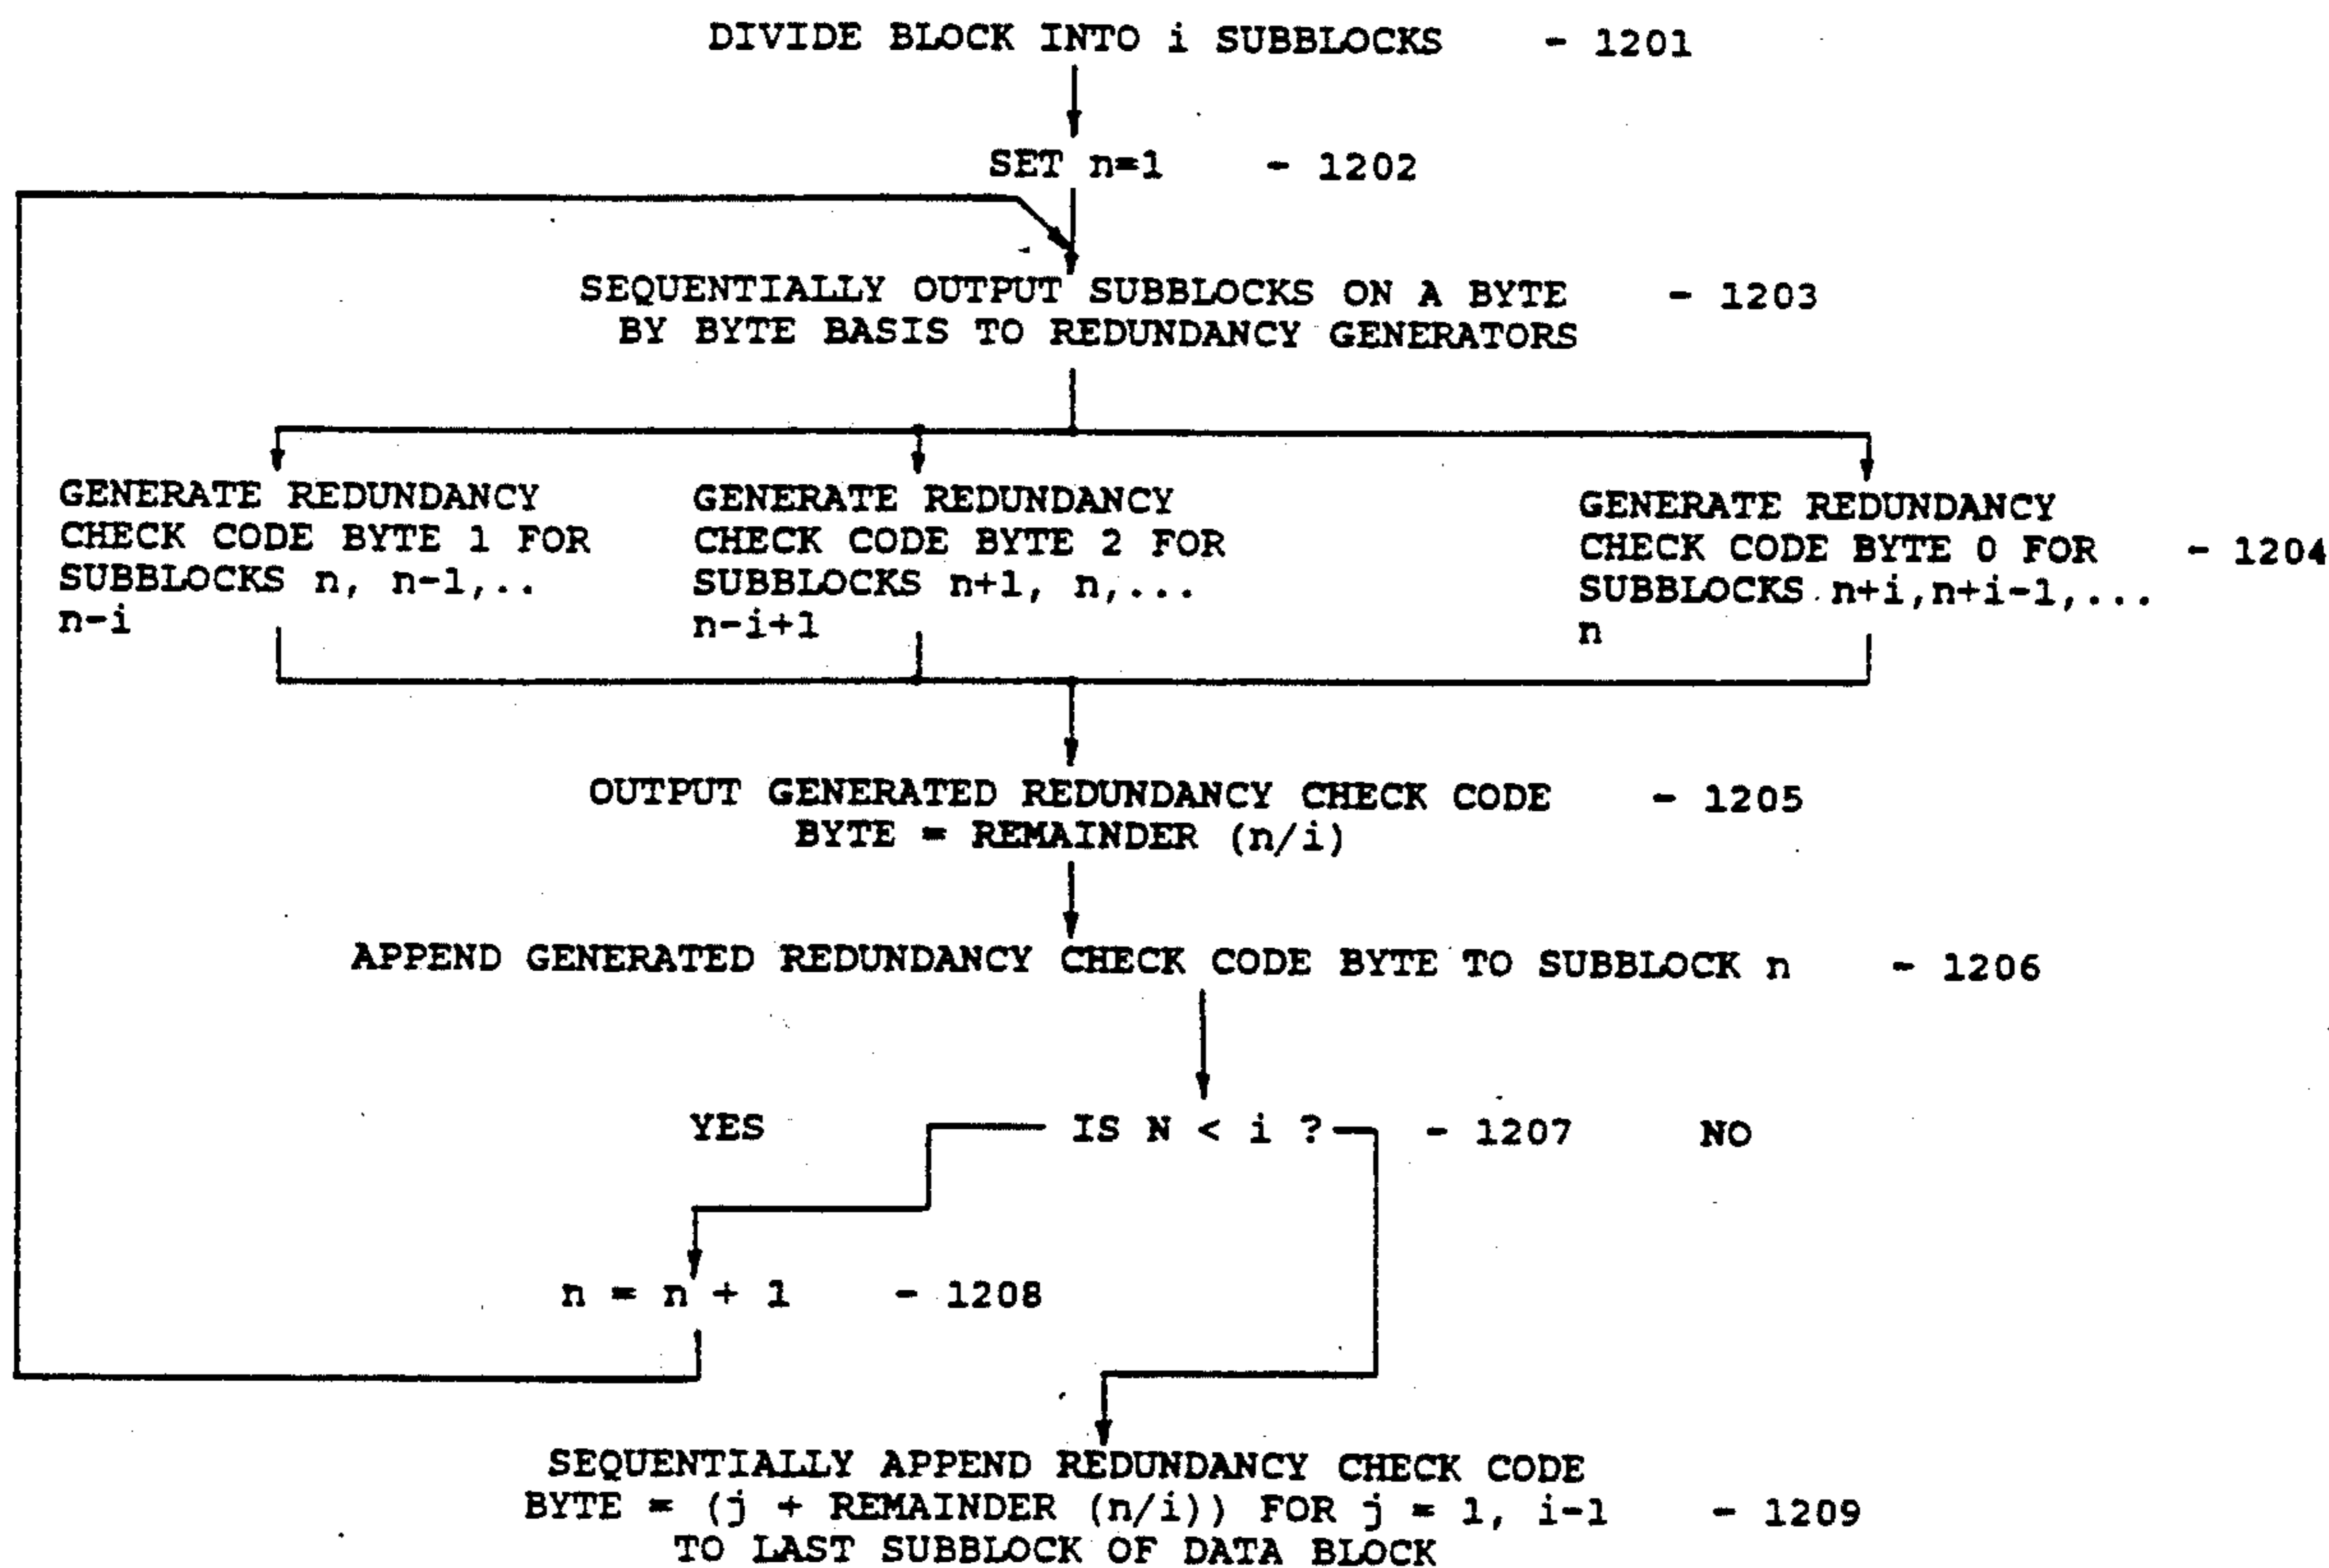 DIVIDE BLOCK INTO i SUBBLOCKS - 1201
SET n=1 - 1202
SEQUENTIALLY OUTPUT SUBBLOCKS ON A BYTE - 1203
BY BYTE BASIS TO REDUNDANCY GENERATORS
GENERATE REDUNDANCY
CHECK CODE BYTE 1 FOR
SUBBLOCKS n, n-1,..
n-i
GENERATE REDUNDANCY
CHECK CODE BYTE 2 FOR
SUBBLOCKS n+1, n,...
n-i+1
GENERATE REDUNDANCY
CHECK CODE BYTE 0 FOR - 1204
SUBBLOCKS n+i,n+i-1,...
n
OUTPUT GENERATED REDUNDANCY CHECK CODE - 1205
BYTE = REMAINDER (n/i)
APPEND GENERATED REDUNDANCY CHECK CODE BYTE TO SUBBLOCK n - 1206
YES IS N < i ? - 1207 NO
n = n + 1 - 1208
SEQUENTIALLY APPEND REDUNDANCY CHECK CODE
BYTE = (j + REMAINDER (n/i)) FOR j = 1, i-1 - 1209
TO LAST SUBBLOCK OF DATA BLOCK